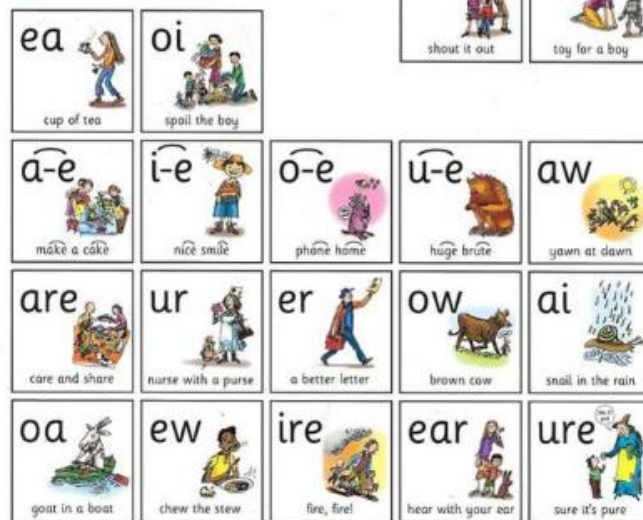 shout it out
toy for a boy
ea
oi
cup of tea
spoil the boy
a-e
i-e
o-e
u-e
aw
make a cake
nice smile
phone home
huge brute
yawn at dawn
are
ur
er
ow
ai
care and share
nurse with a purse
a better letter
brown cow
snail in the rain
oa
ew
ire
ear
ure
goat in a boat
chew the stew
fire, fire!
hear with your ear
sure it's pure